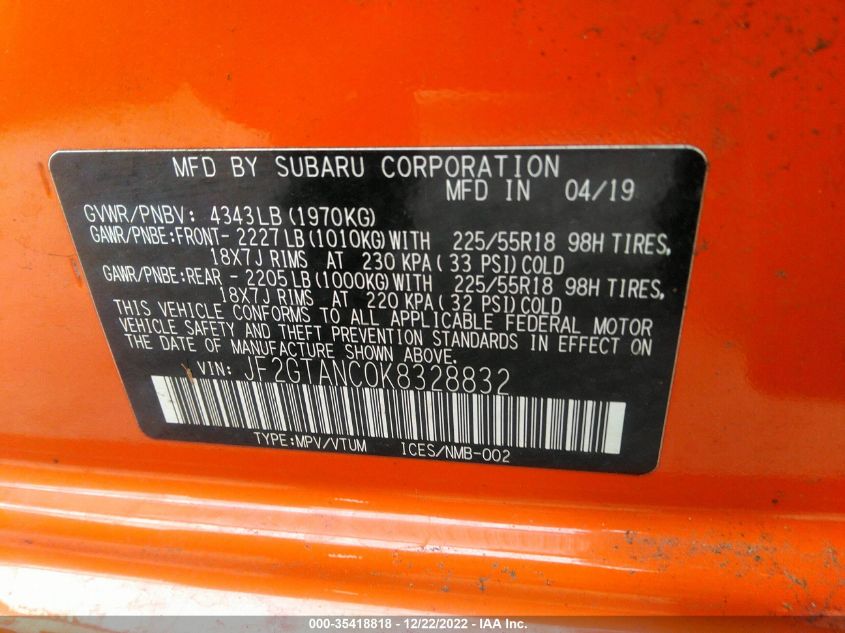 MFD BY SUBARU CORPORATION
MFD IN 04/19
GVWR/PNBV: 4343LB (1970KG)
GAWR/PNBE:FRONT- 2227LB(1010KG)WITH 225/55R18 98H TIRES,
18X7J RIMS AT 230 KPA( 33 PSI)COLD
GAWR/PNBE:REAR - 2205LB(1000KG)WITH 225/55R18 98H TIRES,
18X7J RIMS AT 220 KPA( 32 PSI)COLD
THIS VEHICLE CONFORMS TO ALL APPLICABLE FEDERAL MOTOR
VEHICLE SAFETY AND THEFT PREVENTION STANDARDS IN EFFECT ON
THE DATE OF MANUFACTURE SHOWN ABOVE.
VIN: JF2GTANC0K8328832
TYPE:MPV/VTUM ICES/NMB-002
000-35418818 - 12/22/2022 - IAA Inc.